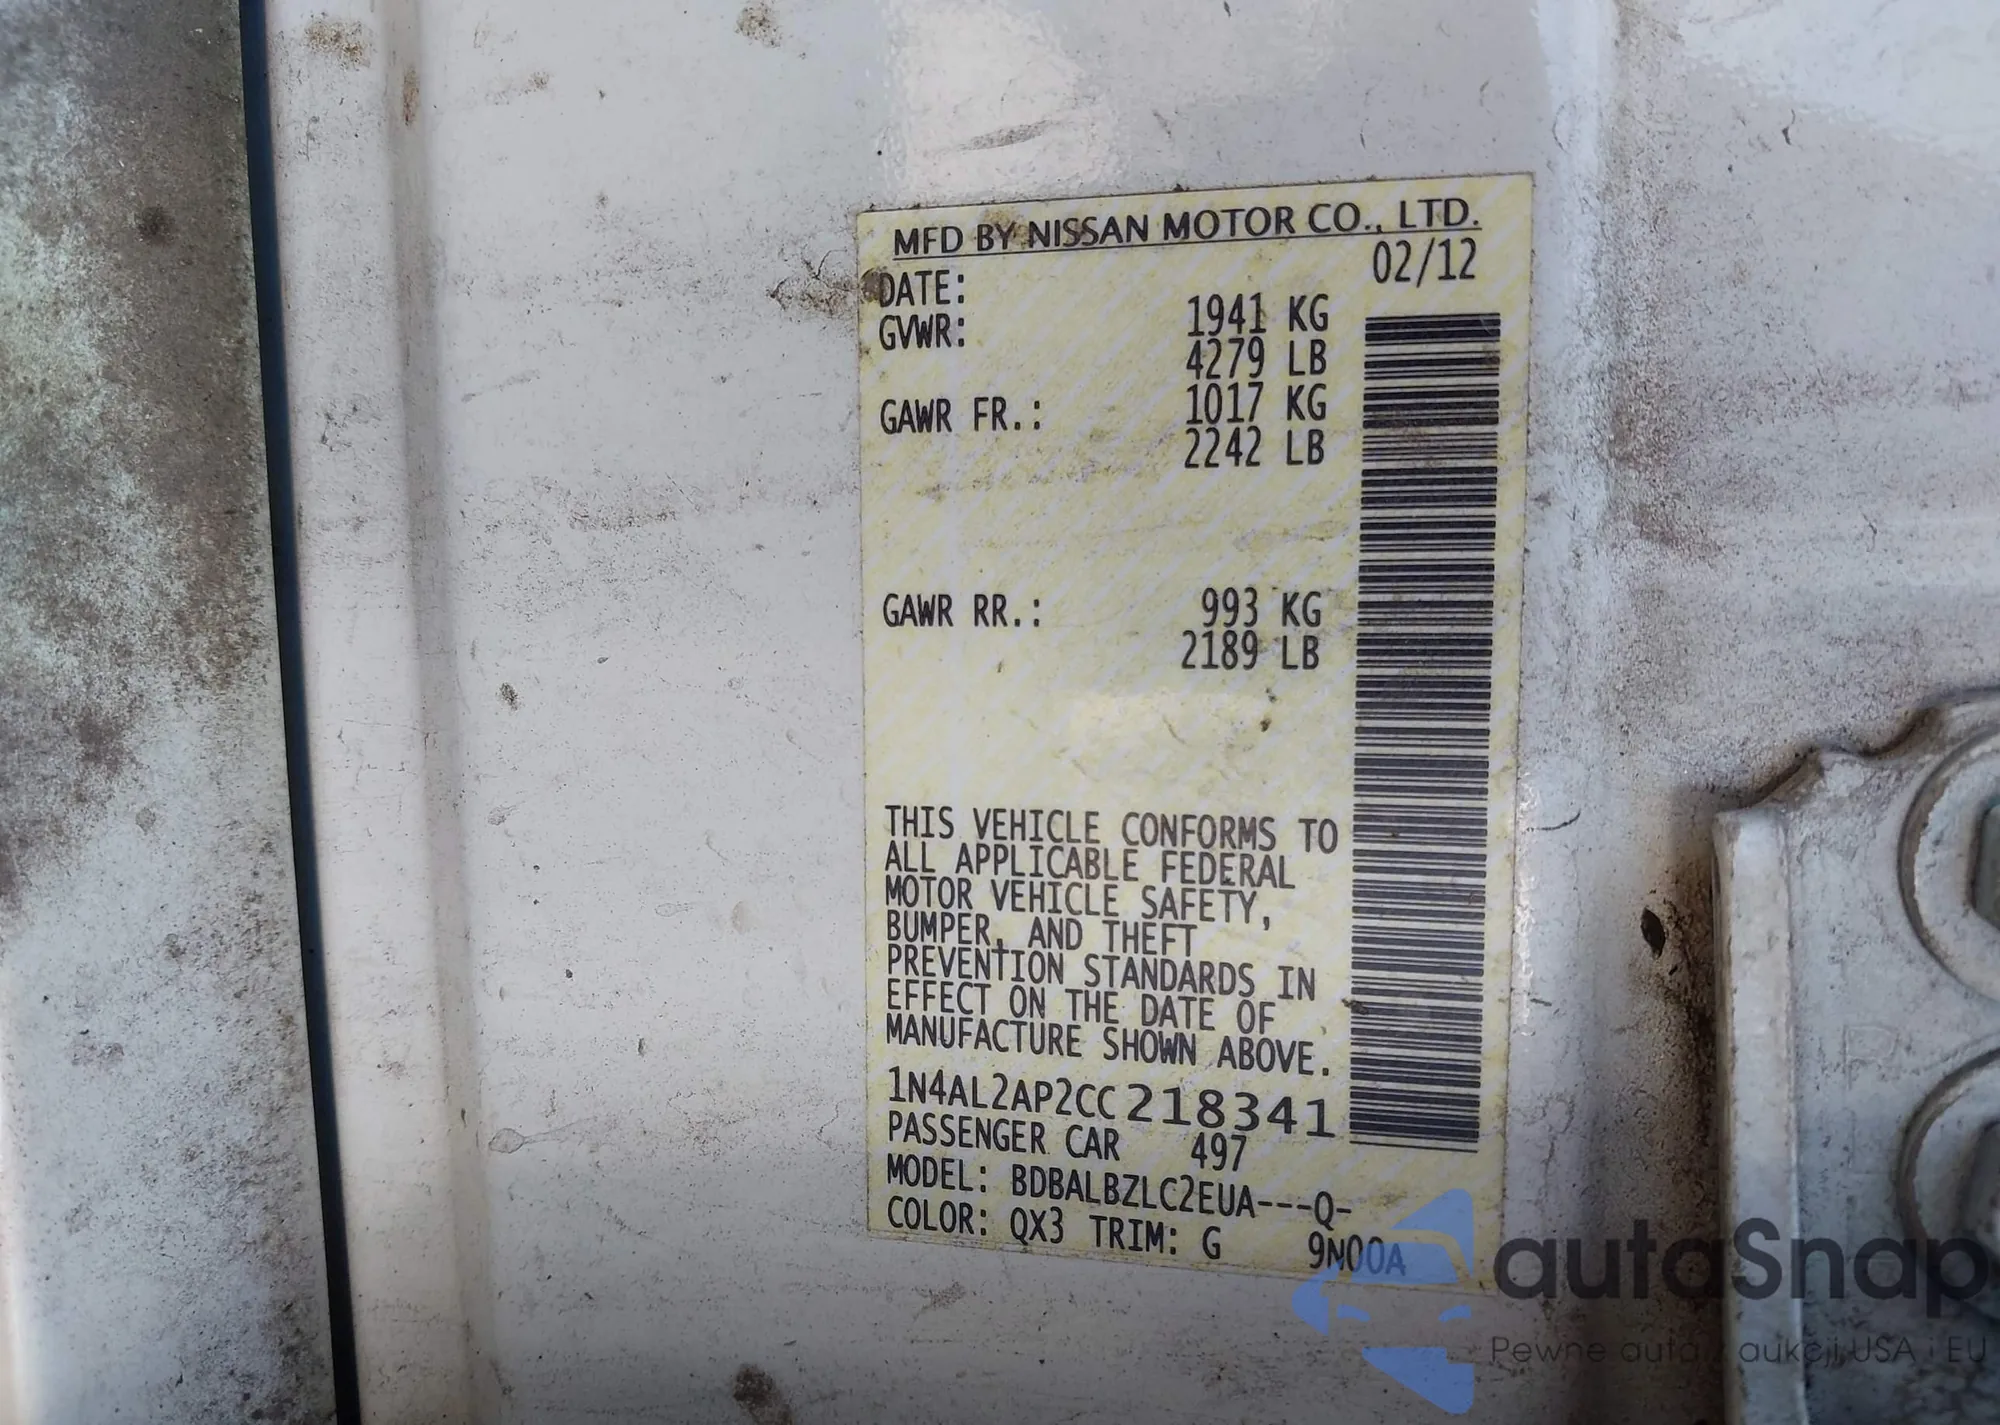 MFD BY NISSAN MOTOR CO., LTD.
DATE: 02/12
GVWR: 1941 KG
4279 LB
GAWR FR.: 1017 KG
2242 LB
GAWR RR.: 993 KG
2189 LB
THIS VEHICLE CONFORMS TO
ALL APPLICABLE FEDERAL
MOTOR VEHICLE SAFETY,
BUMPER, AND THEFT
PREVENTION STANDARDS IN
EFFECT ON THE DATE OF
MANUFACTURE SHOWN ABOVE.
1N4AL2AP2CC218341
PASSENGER CAR 497
MODEL: BDBALBZLC2EUA---Q-
COLOR: QX3 TRIM: G 9N00A
autaSnap
Pewne auta z aukcji USA i EU